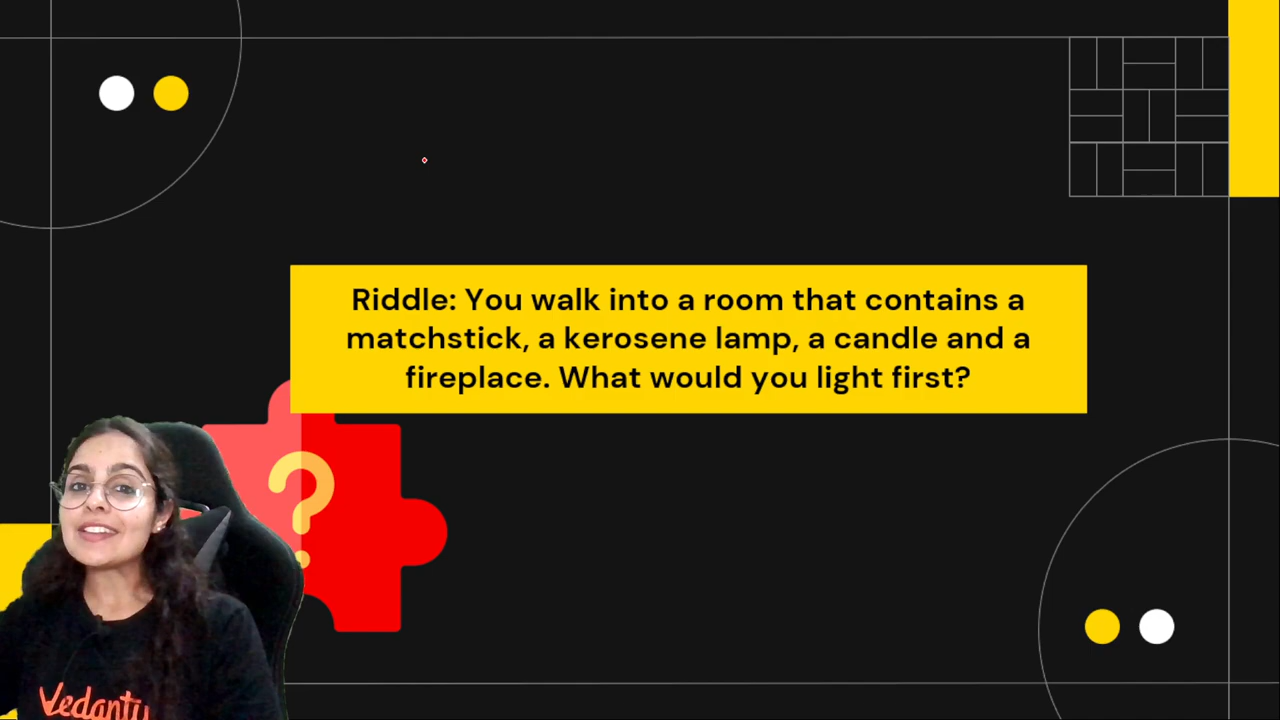 Riddle: You walk into a room that contains a
matchstick, a kerosene lamp, a candle and a
fireplace. What would you light first?
?
Vedantu